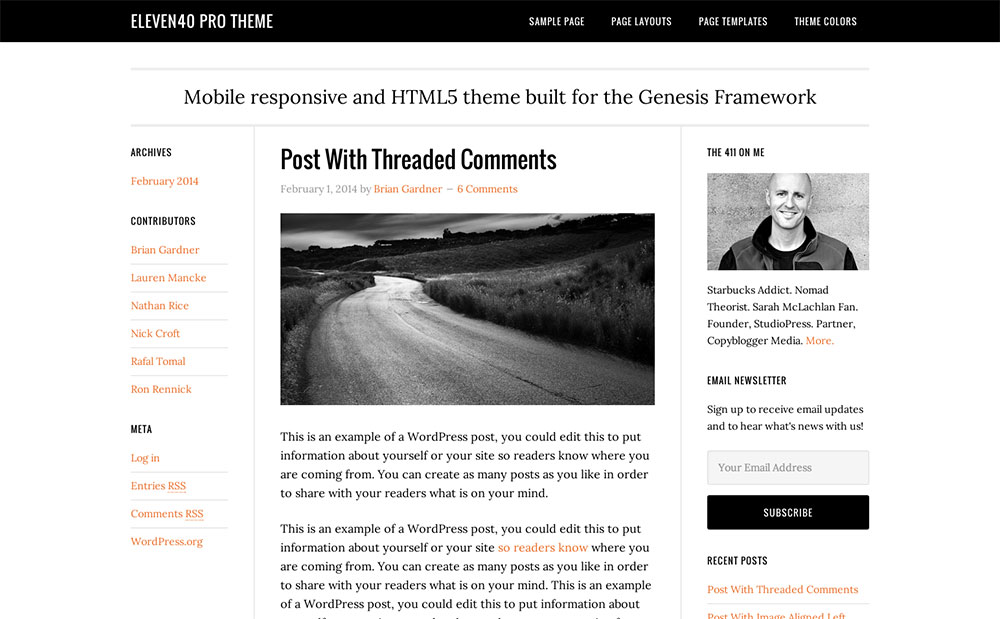 ELEVEN40 PRO THEME
SAMPLE PAGE
PAGE LAYOUTS
PAGE TEMPLATES
THEME COLORS
Mobile responsive and HTML5 theme built for the Genesis Framework
ARCHIVES
February 2014
CONTRIBUTORS
Brian Gardner
Lauren Mancke
Nathan Rice
Nick Croft
Rafal Tomal
Ron Rennick
META
Log in
Entries RSS
Comments RSS
WordPress.org
Post With Threaded Comments
February 1, 2014 by Brian Gardner — 6 Comments
This is an example of a WordPress post, you could edit this to put
information about yourself or your site so readers know where you
are coming from. You can create as many posts as you like in order
to share with your readers what is on your mind.
This is an example of a WordPress post, you could edit this to put
information about yourself or your site so readers know where you
are coming from. You can create as many posts as you like in order
to share with your readers what is on your mind. This is an example
of a WordPress post, you could edit this to put information about
THE 411 ON ME
Starbucks Addict. Nomad
Theorist. Sarah McLachlan Fan.
Founder, StudioPress. Partner,
Copyblogger Media. More.
EMAIL NEWSLETTER
Sign up to receive email updates
and to hear what's news with us!
Your Email Address
SUBSCRIBE
RECENT POSTS
Post With Threaded Comments
Post With Image Aligned Left